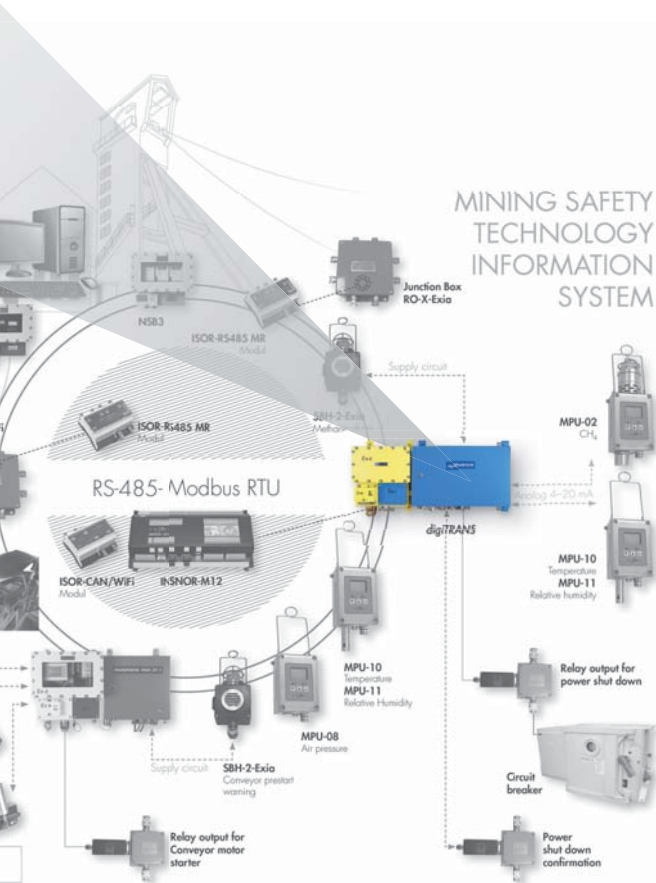 MINING SAFETY
TECHNOLOGY
INFORMATION
SYSTEM
Junction Box
RO-X-Exia
NSB3
ISOR-RS485 MR
Modul
Supply circuit
SBH-2-Exia
ISOR-Ri485 MR
Modul
MPU-02
CH₄
RS-485- Modbus RTU
Analog 4–20 mA
digiTRANS
ISOR-CAN/WiFi
Modul
INSNOR-M12
MPU-10
Temperature
MPU-11
Relative humidity
MPU-10
Temperature
MPU-11
Relative Humidity
Relay output for
power shut down
MPU-08
Air pressure
Supply circuit
SBH-2-Exia
Conveyor prestart
warning
Circuit
breaker
Relay output for
Conveyor motor
starter
Power
shut down
confirmation